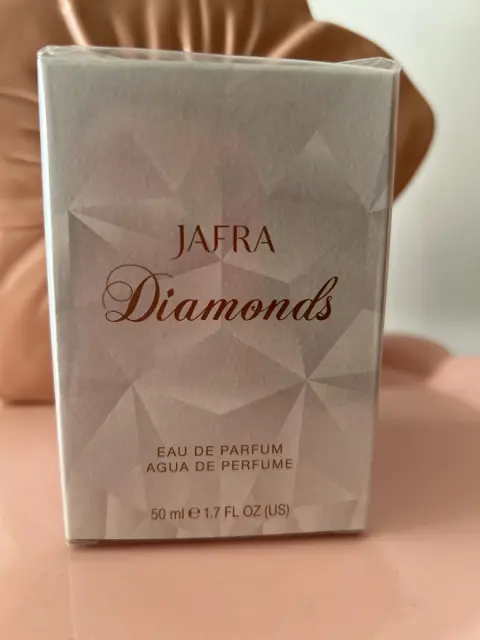 JAFRA
Diamonds
EAU DE PARFUM
AGUA DE PERFUME
50 ml ℮ 1.7 FL OZ (US)